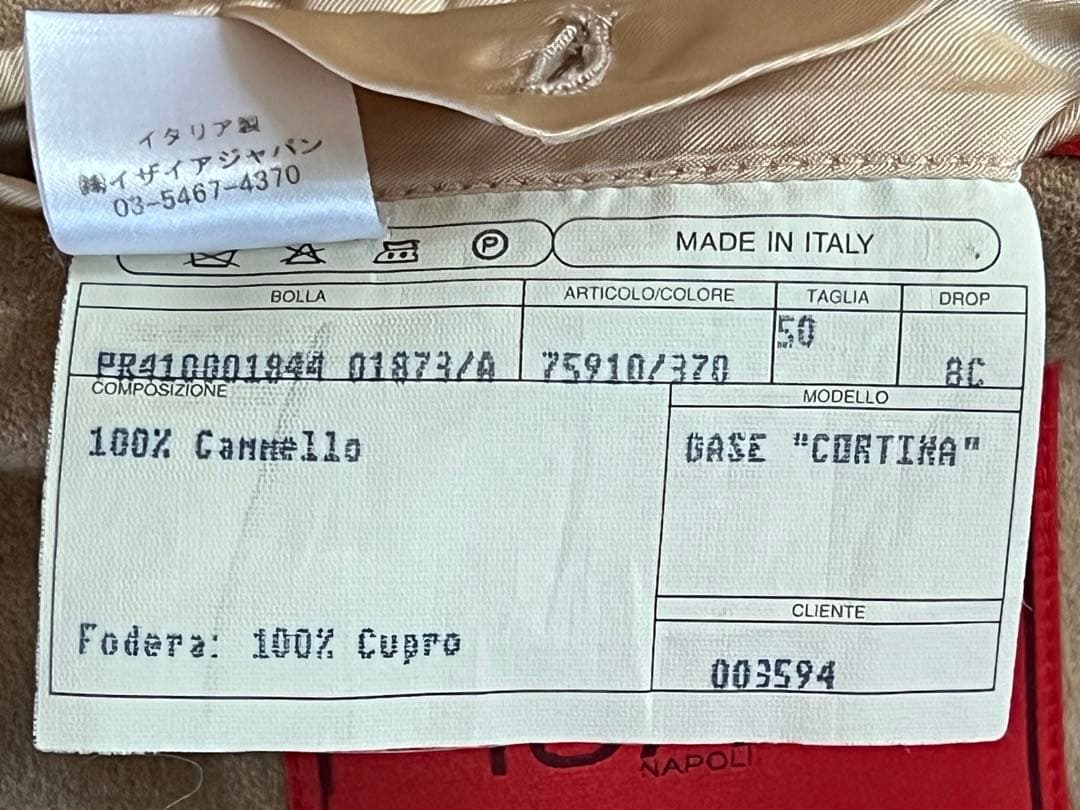 イタリア製
㈱イザイアジャパン
03-5467-4370
P
MADE IN ITALY
BOLLA
ARTICOLO/COLORE
TAGLIA
DROP
PR410001844 01873/A
75910/370
50
8C
COMPOSIZIONE
MODELLO
100% Cammello
BASE "CORTINA"
Fodera: 100% Cupro
CLIENTE
003594
NAPOLI